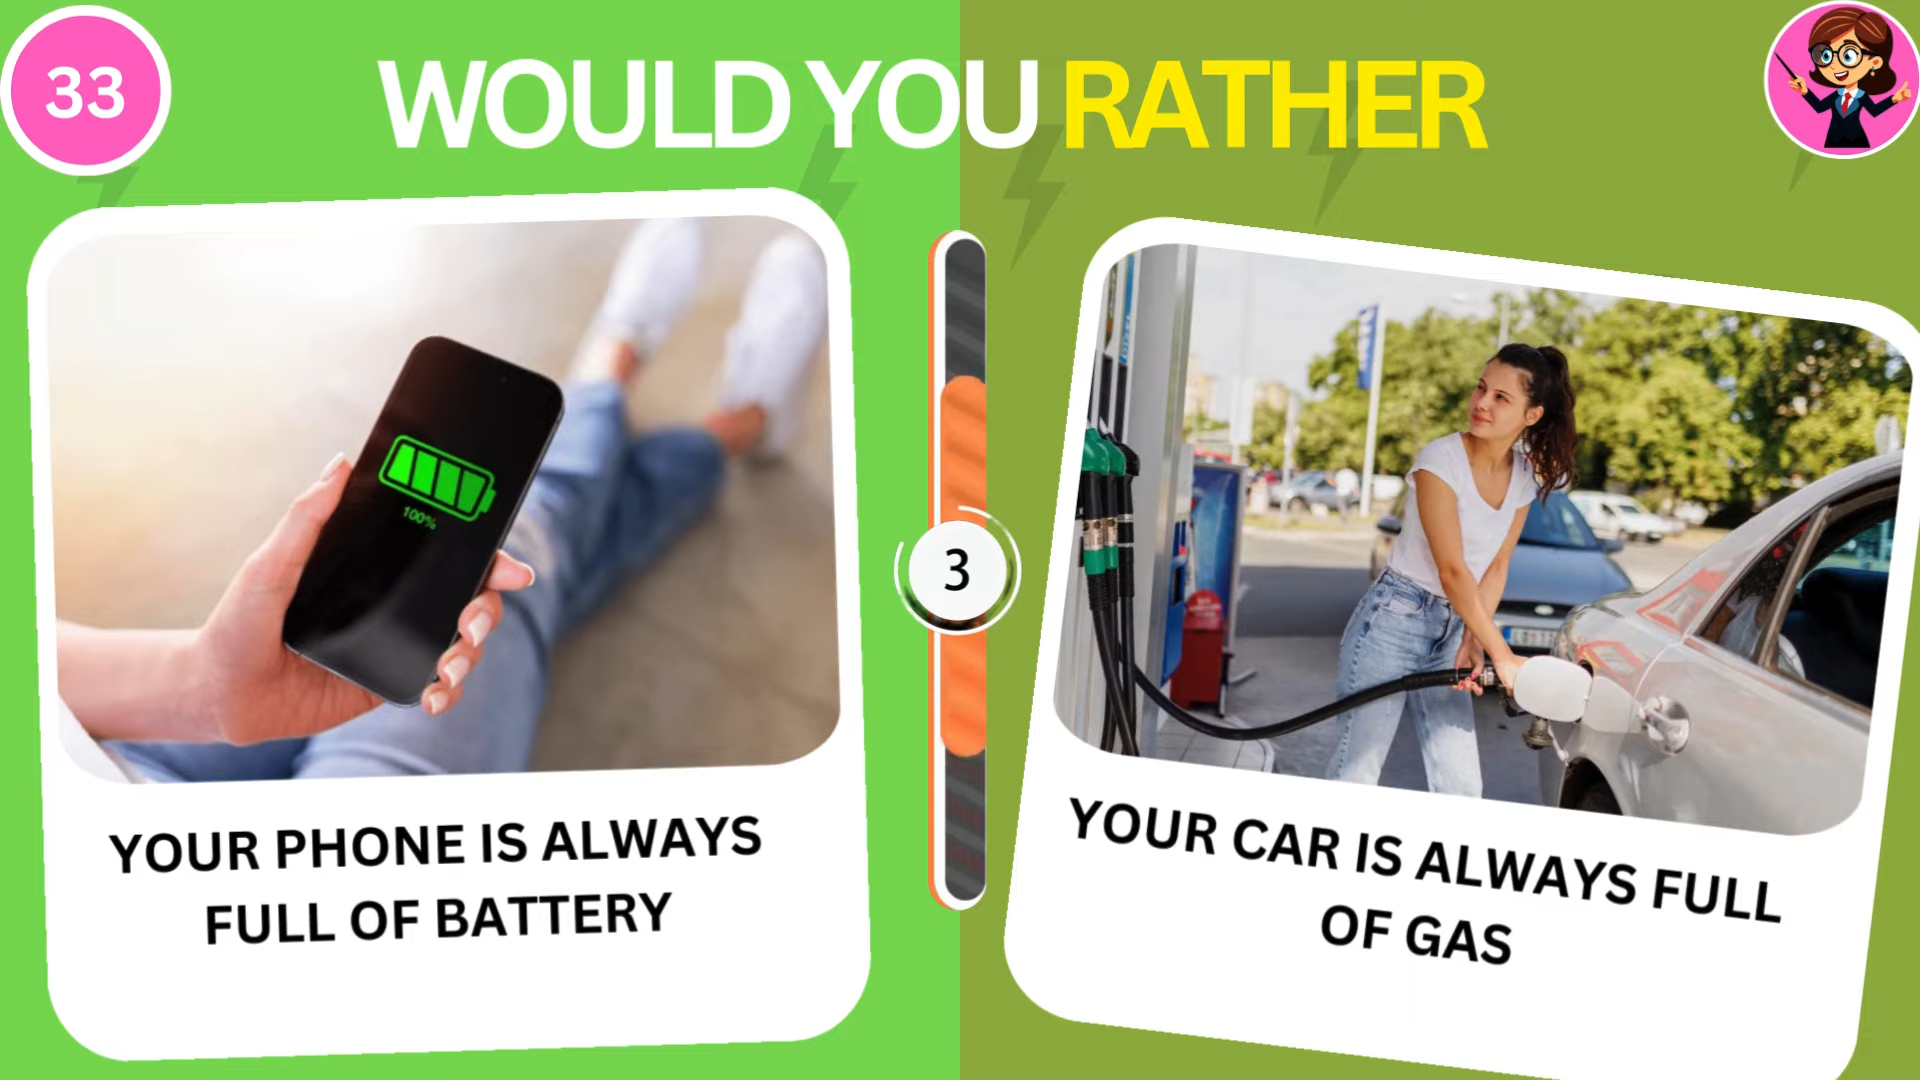 33
WOULD YOU RATHER
100%
3
YOUR PHONE IS ALWAYS
FULL OF BATTERY
YOUR CAR IS ALWAYS FULL
OF GAS